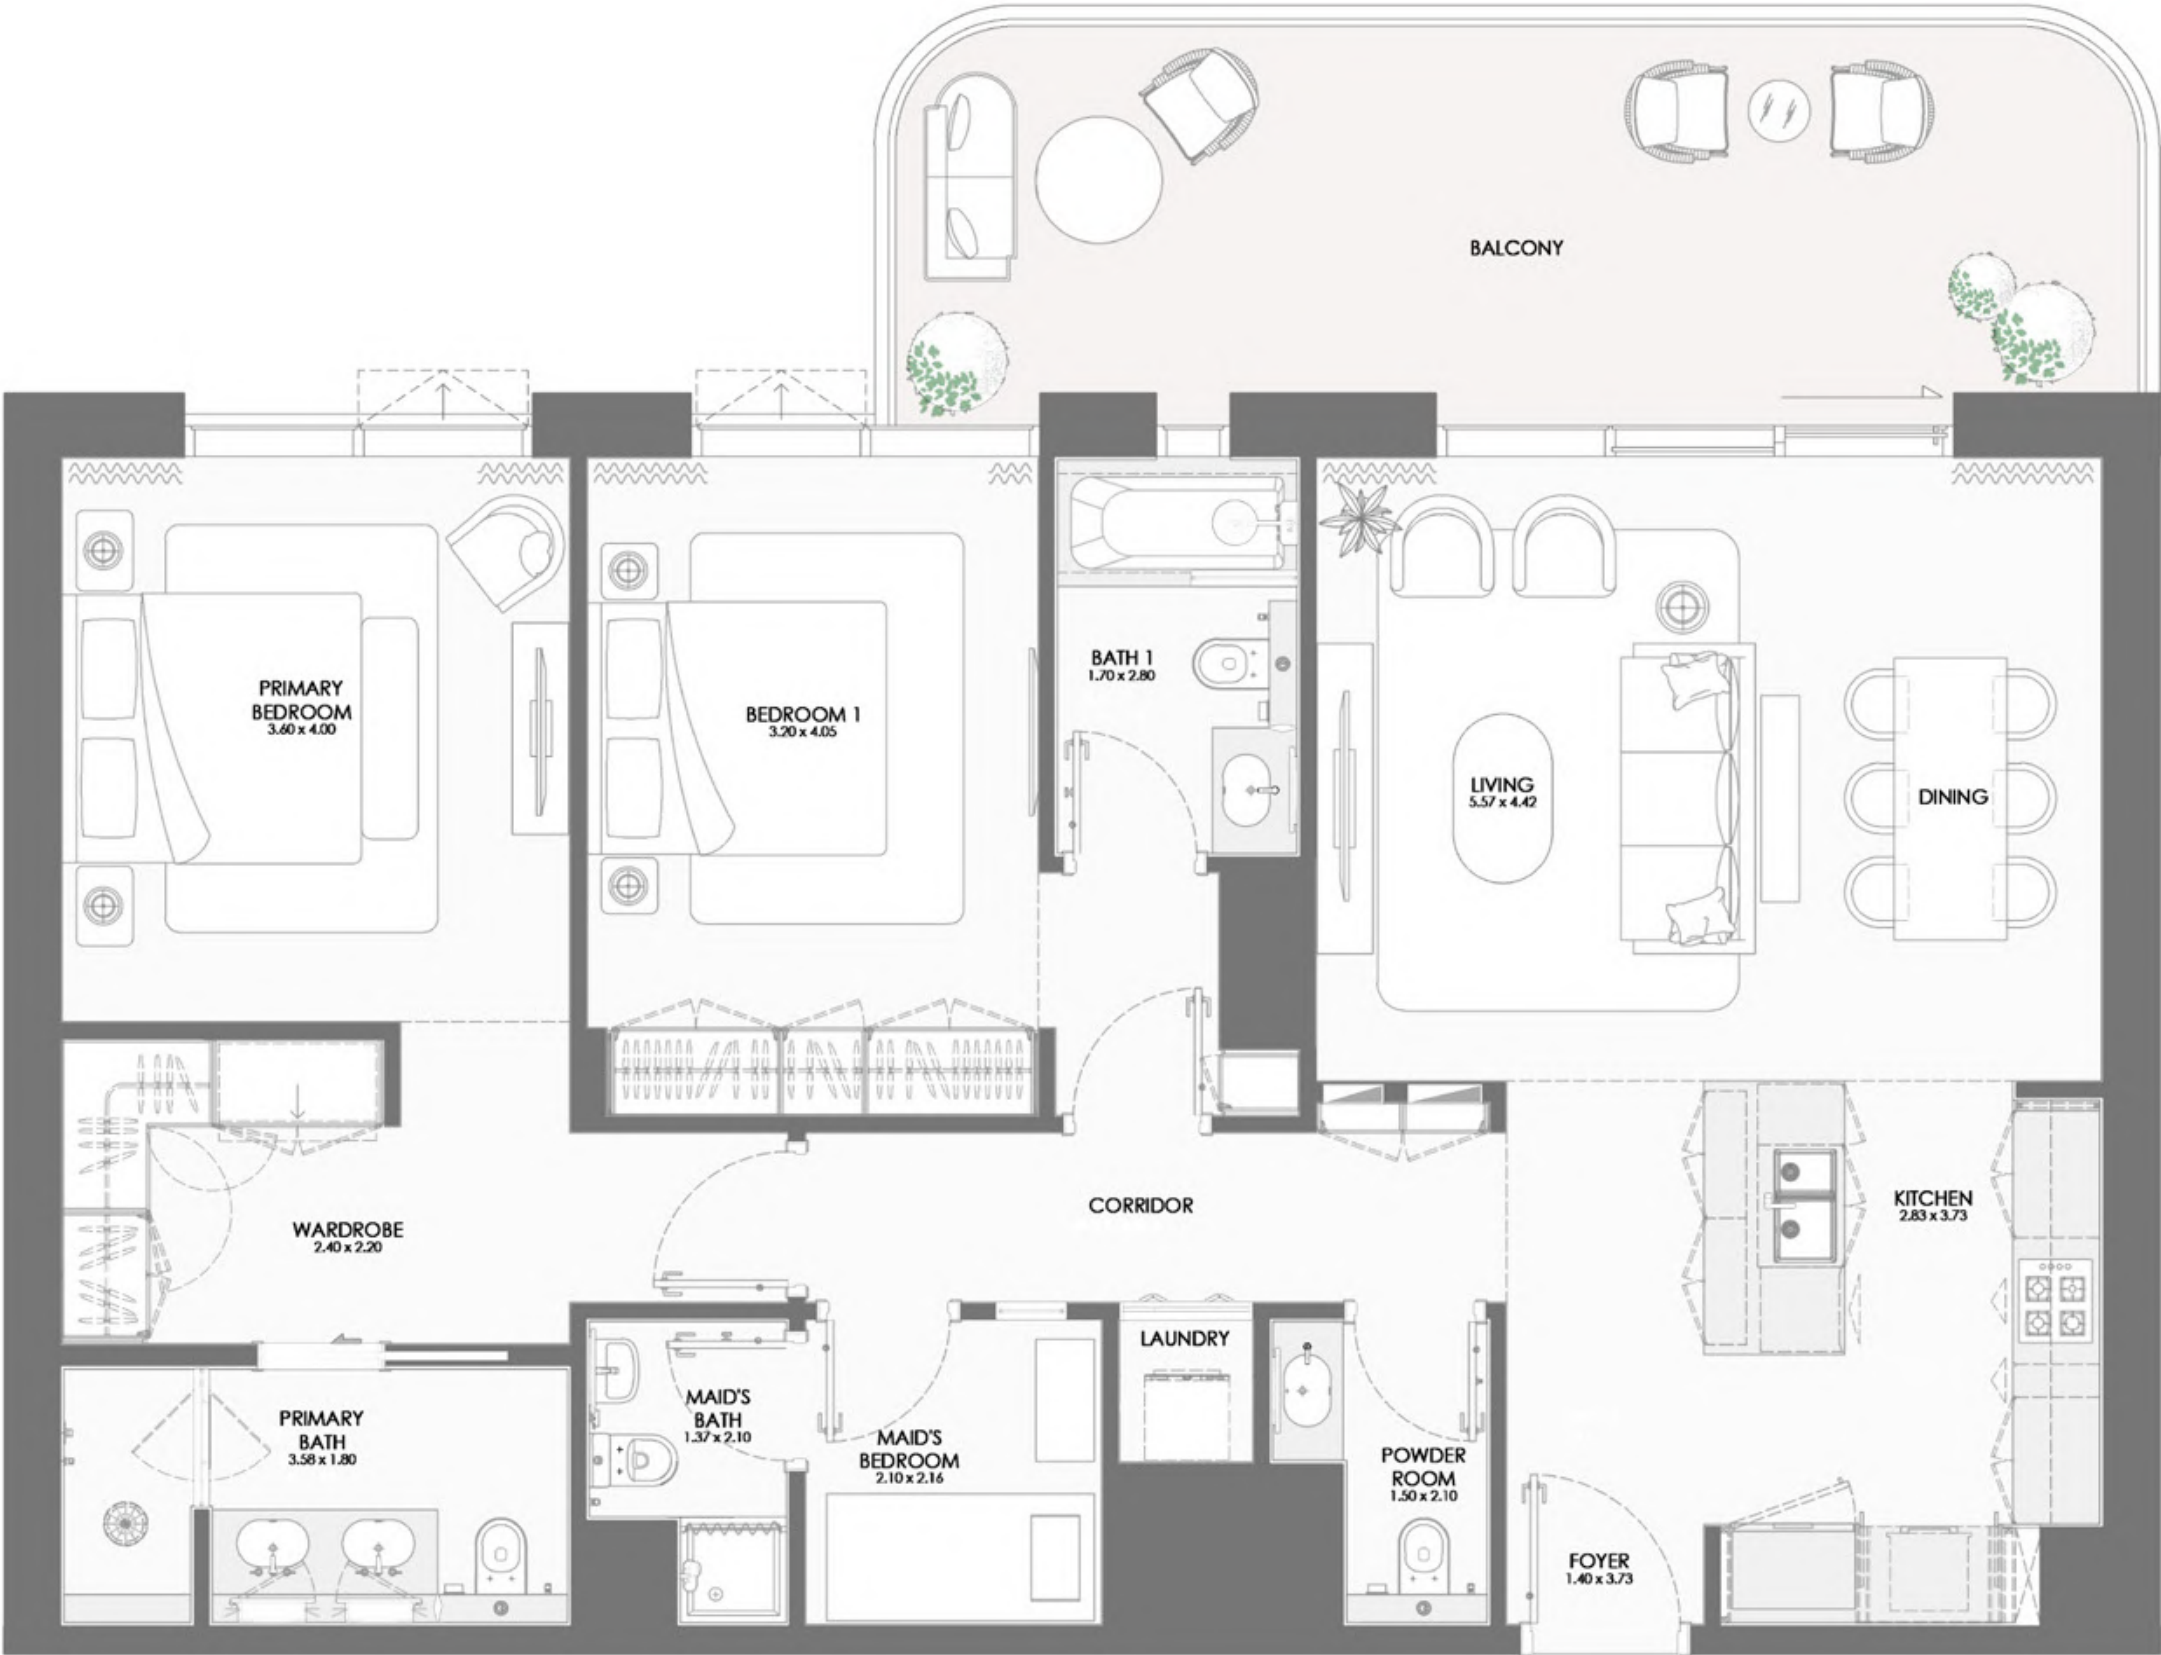 BALCONY
PRIMARY
BEDROOM
3.60 x 4.00
BEDROOM 1
3.20 x 4.05
BATH 1
1.70 x 2.80
LIVING
5.57 x 4.42
DINING
WARDROBE
2.40 x 2.20
CORRIDOR
KITCHEN
2.83 x 3.73
PRIMARY
BATH
3.58 x 1.80
MAID'S
BATH
1.37 x 2.10
MAID'S
BEDROOM
2.10 x 2.16
LAUNDRY
POWDER
ROOM
1.50 x 2.10
FOYER
1.40 x 3.73